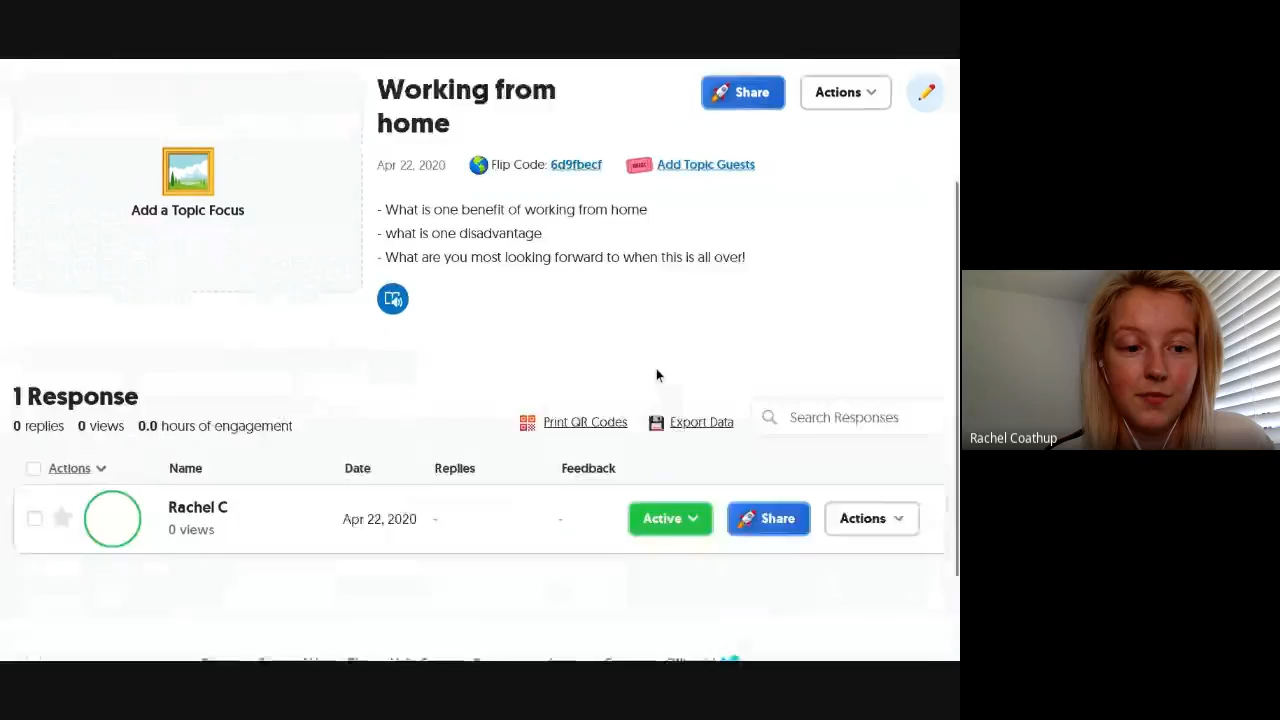 Working from
home
Share
Actions
Apr 22, 2020
Flip Code: 6d9fbecf
Add Topic Guests
Add a Topic Focus
- What is one benefit of working from home
- what is one disadvantage
- What are you most looking forward to when this is all over!
1 Response
0 replies 0 views 0.0 hours of engagement
Print QR Codes
Export Data
Search Responses
Actions Name Date Replies Feedback
Rachel C
0 views
Apr 22, 2020 - -
Active
Share
Actions
Rachel Coathup